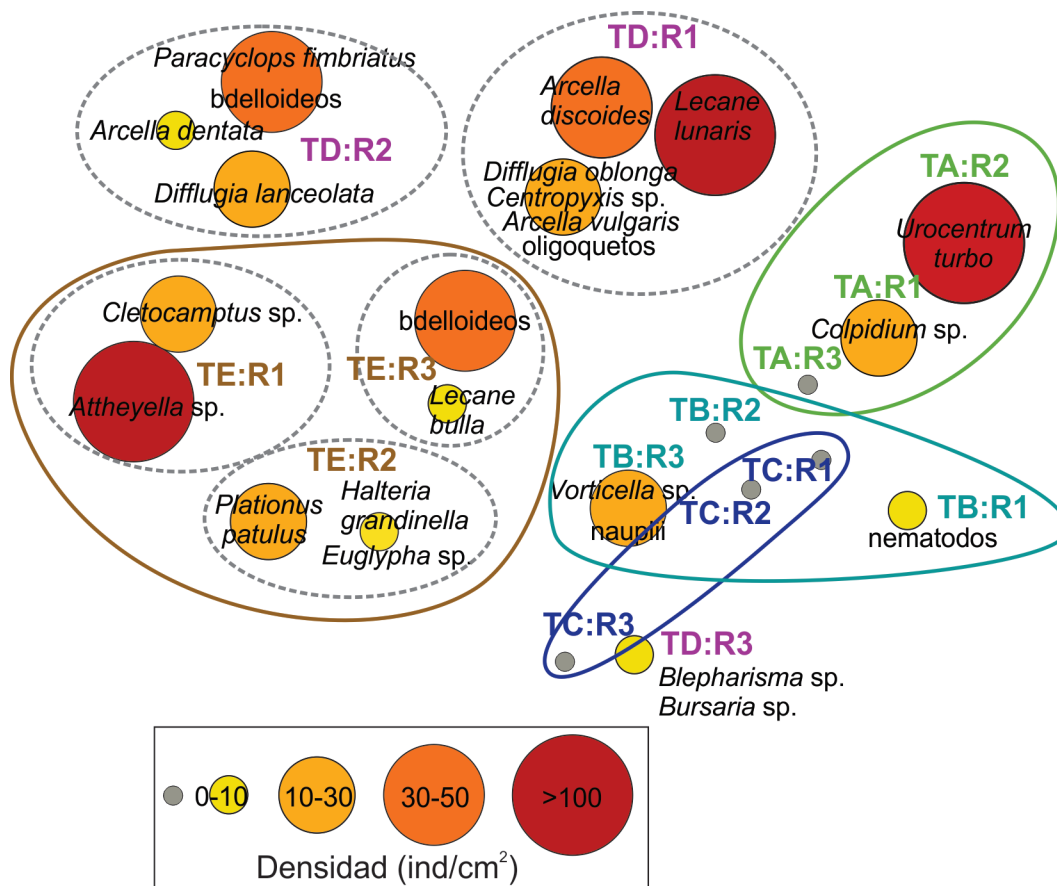 Paracyclops fimbriatus
bdelloideos
Arcella dentata
TD:R2
Difflugia lanceolata
TD:R1
Arcella
discoides
Lecane
lunaris
Difflugia oblonga
Centropyxis sp.
Arcella vulgaris
oligoquetos
TA:R2
Urocentrum
turbo
TA:R1
Colpidium sp.
TA:R3
Cletocamptus sp.
TE:R1
Attheyella sp.
bdelloideos
TE:R3
Lecane
bulla
TE:R2
Plationus
patulus
Halteria
grandinella
Euglypha sp.
TB:R2
TB:R3
Vorticella sp.
nauplii
TC:R1
TC:R2
TB:R1
nematodos
TC:R3
TD:R3
Blepharisma sp.
Bursaria sp.
0-10
10-30
30-50
>100
Densidad (ind/cm²)